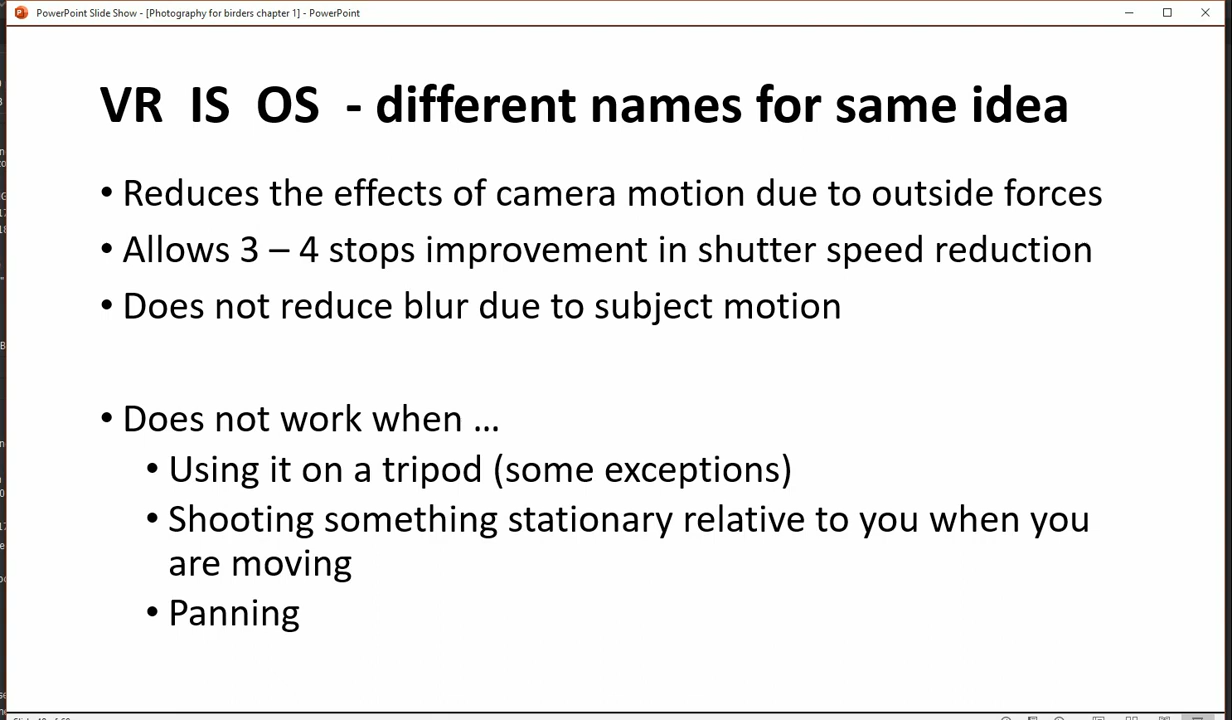 PowerPoint Slide Show - [Photography for birders chapter 1] - PowerPoint
VR IS OS - different names for same idea
• Reduces the effects of camera motion due to outside forces
• Allows 3 – 4 stops improvement in shutter speed reduction
• Does not reduce blur due to subject motion
• Does not work when …
• Using it on a tripod (some exceptions)
• Shooting something stationary relative to you when you
are moving
• Panning